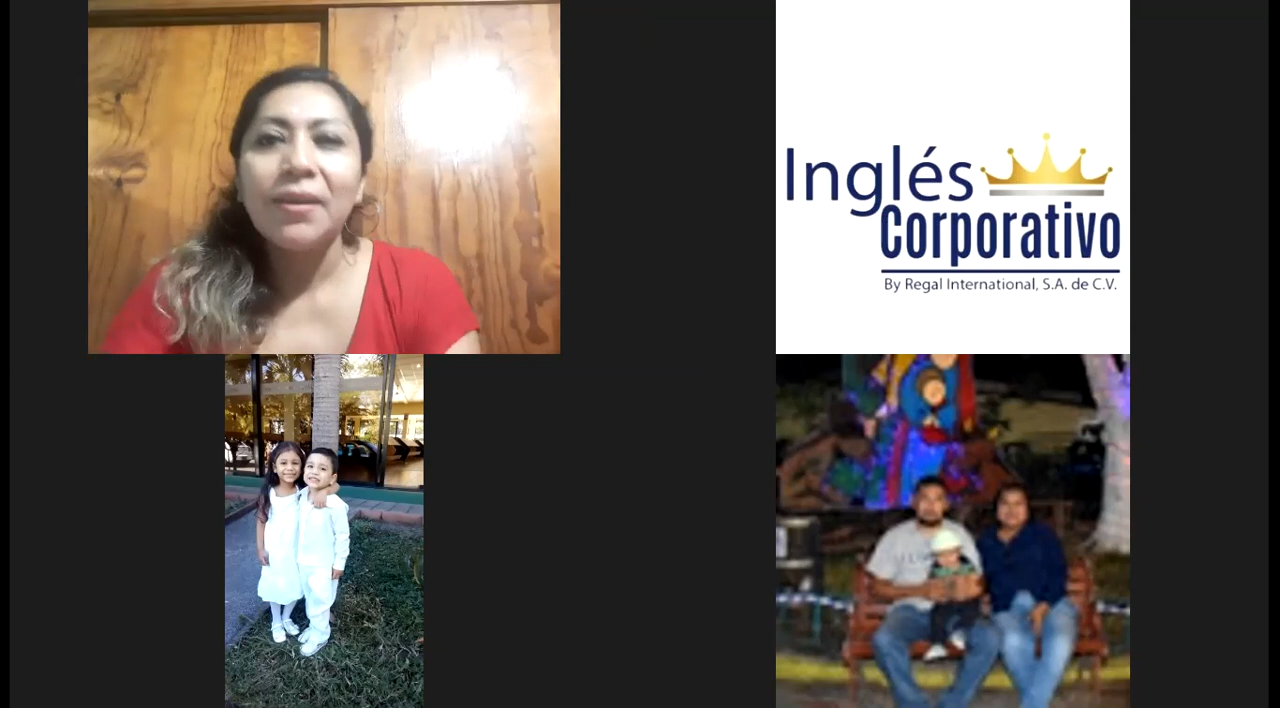 Inglés
Corporativo
By Regal International, S.A. de C.V.